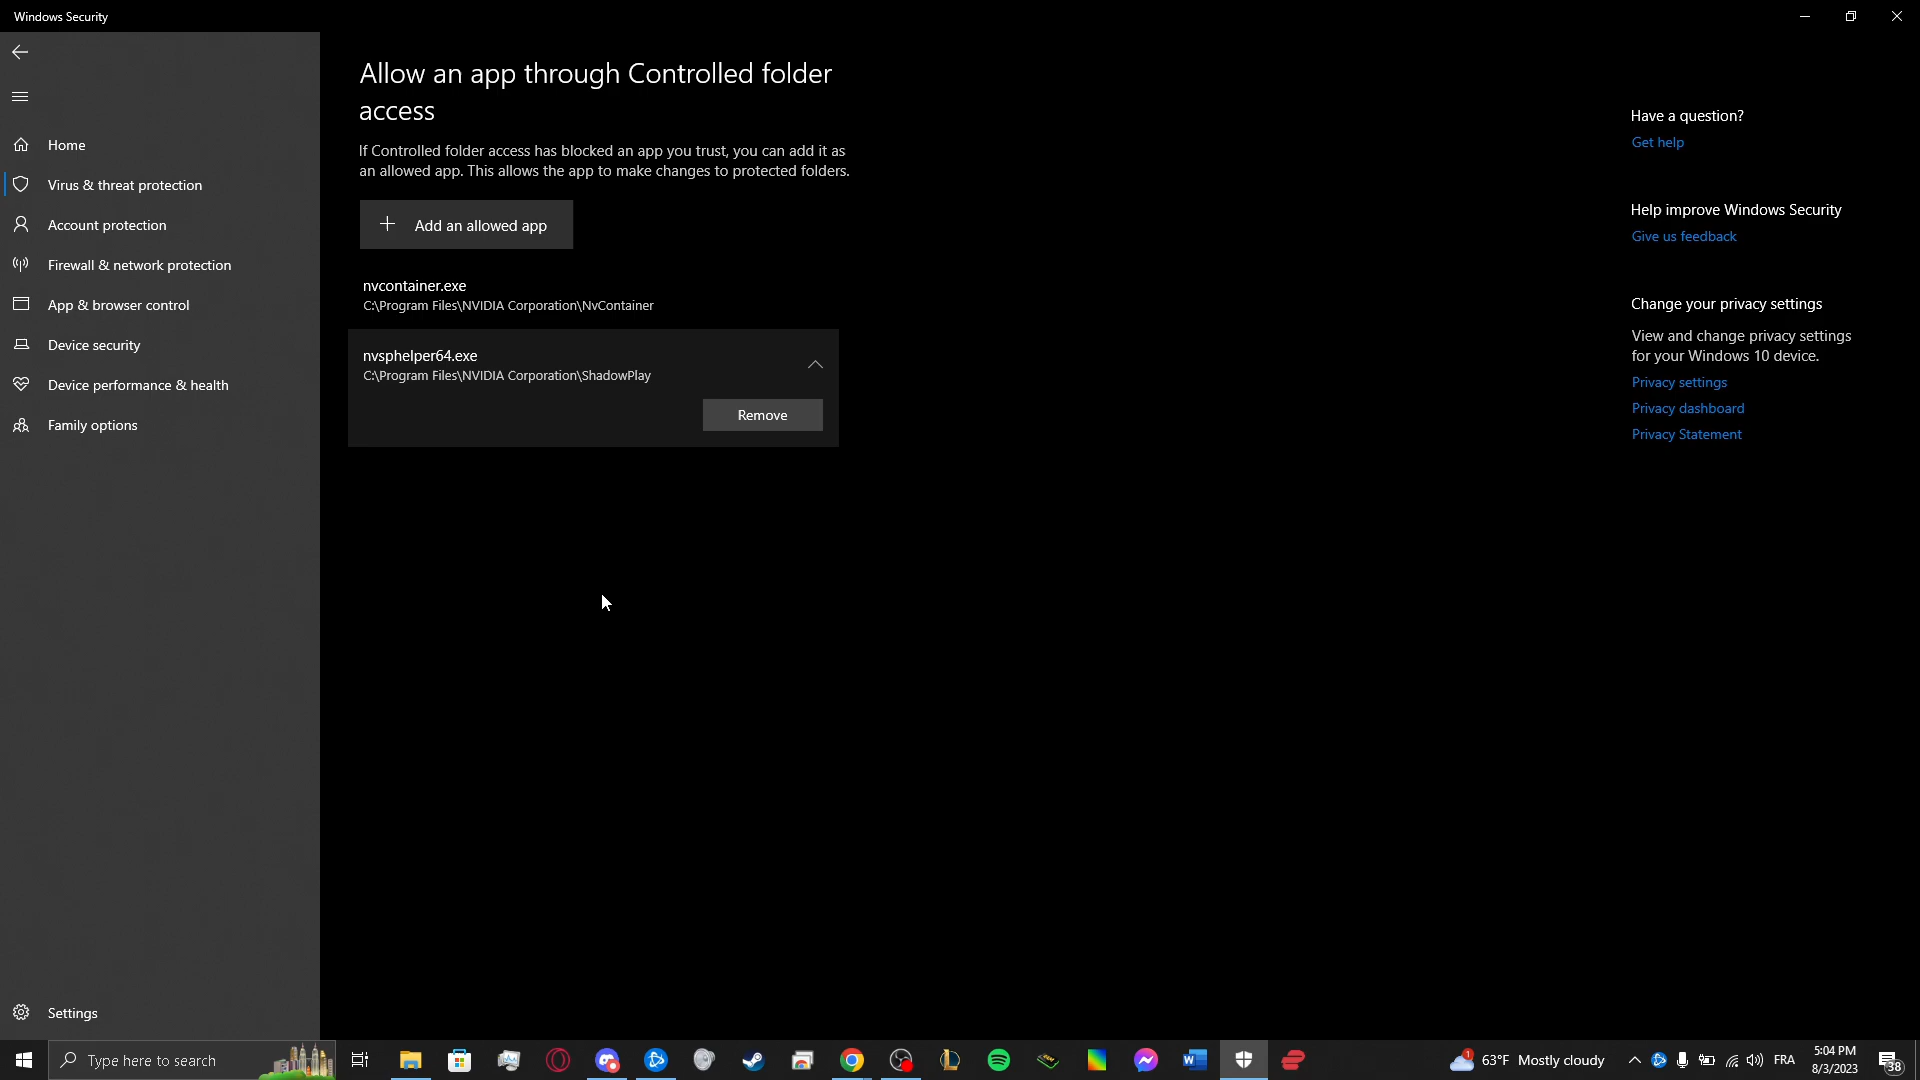 Windows Security
Home
Virus & threat protection
Account protection
Firewall & network protection
App & browser control
Device security
Device performance & health
Family options
Settings
Allow an app through Controlled folder
access
If Controlled folder access has blocked an app you trust, you can add it as
an allowed app. This allows the app to make changes to protected folders.
Add an allowed app
nvcontainer.exe
C:\Program Files\NVIDIA Corporation\NvContainer
nvsphelper64.exe
C:\Program Files\NVIDIA Corporation\ShadowPlay
Remove
Have a question?
Get help
Help improve Windows Security
Give us feedback
Change your privacy settings
View and change privacy settings
for your Windows 10 device.
Privacy settings
Privacy dashboard
Privacy Statement
Type here to search
1
63°F Mostly cloudy
FRA
5:04 PM
8/3/2023
38